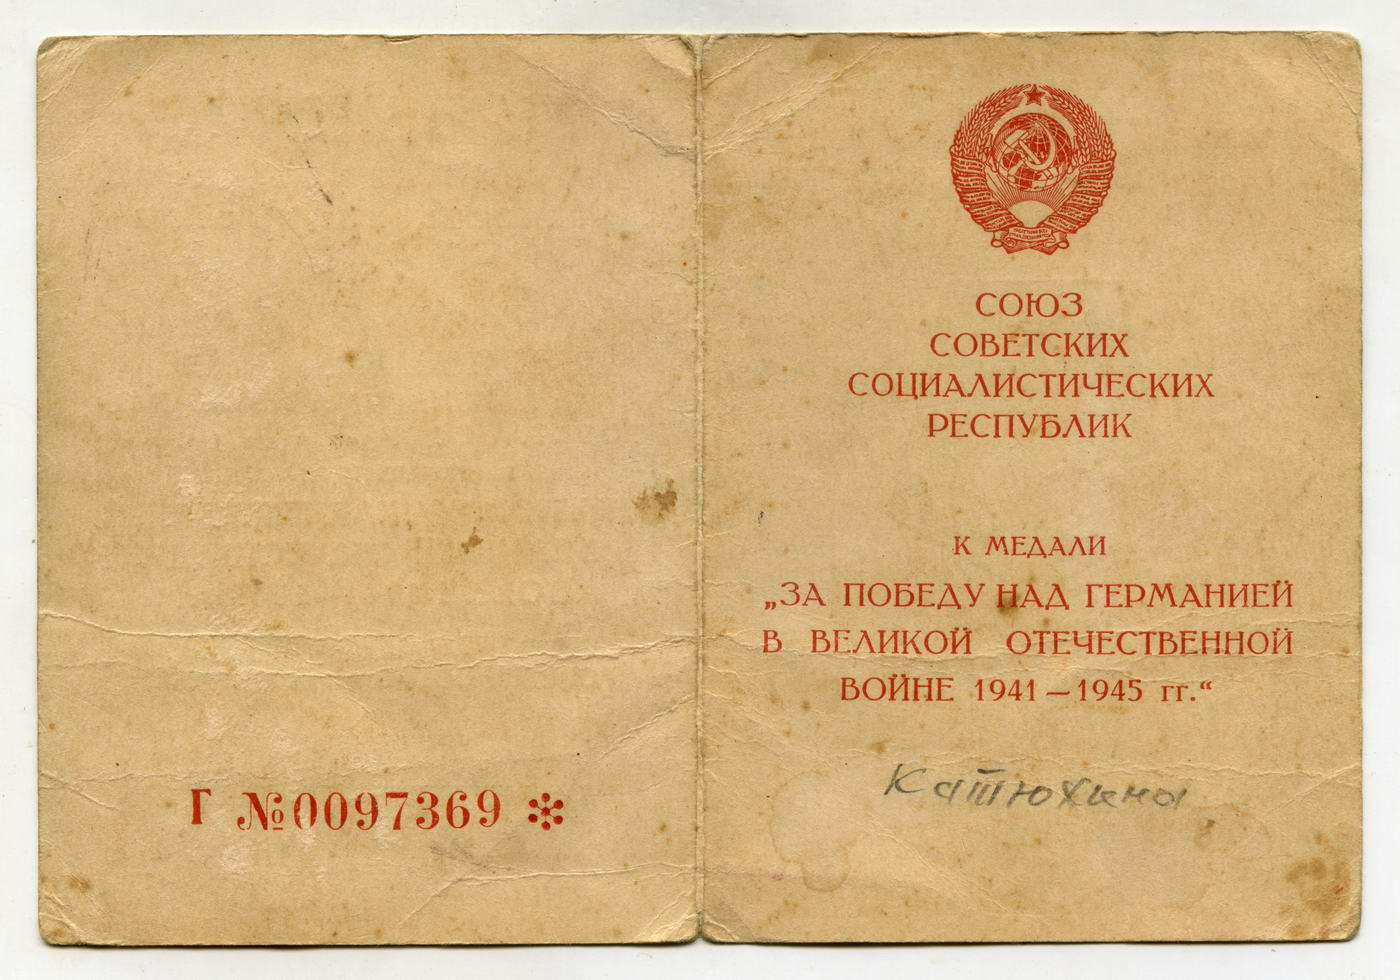 Г №0097369
СОЮЗ
СОВЕТСКИХ
СОЦИАЛИСТИЧЕСКИХ
РЕСПУБЛИК
К МЕДАЛИ
„ЗА ПОБЕДУ НАД ГЕРМАНИЕЙ
В ВЕЛИКОЙ ОТЕЧЕСТВЕННОЙ
ВОЙНЕ 1941—1945 гг.“
Катюхина